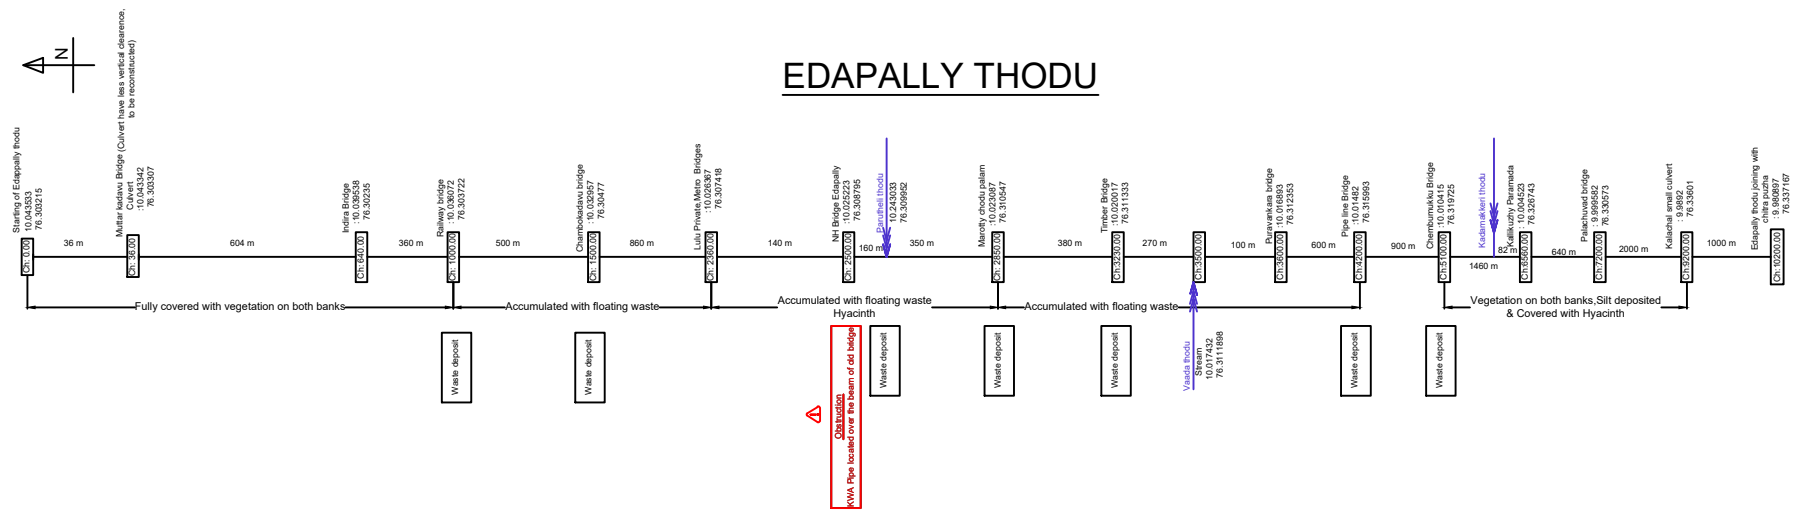 N
EDAPALLY THODU
Starting of Edappally thodu
10.043533
76.303215
Muttar kadavu Bridge (Culvert have less vertical clearence,
to be reconstructed)
Culvert
:10.043342
76.303307
Indira Bridge
:10.039538
76.30235
Railway bridge
:10.036072
76.303722
Chambokadavu bridge
:10.032957
76.30477
Lulu Private,Metro Bridges
:10.026367
76.307418
NH Bridge Edapally
:10.025223
76.308795
Parutheli thodu
10.243033
76.309952
Marotty chodu palam
:10.023087
76.310547
Timber Bridge
:10.020017
76.311333
Puravankara bridge
:10.016893
76.312353
Pipe line Bridge
:10.01482
76.315993
Chembumukku Bridge
:10.010415
76.319725
Kadamakkeri thodu
Kallikuzhy Paramada
:10.004523
76.326743
Palachuvad bridge
:9.999582
76.330573
Kalachal small culvert
:9.9892
76.33601
Edapally thodu joining with
chitra puzha
:9.980897
76.337167
Ch: 0.00
36 m
Ch: 36.00
604 m
Ch: 640.00
360 m
Ch: 1000.00
500 m
Ch: 1500.00
860 m
Ch: 2360.00
140 m
Ch: 2500.00
160 m
350 m
Ch: 2850.00
380 m
Ch: 3230.00
270 m
Ch:3500.00
100 m
Ch: 3600.00
600 m
Ch: 4200.00
900 m
Ch:5100.00
1460 m
82 m
Ch:6560.00
640 m
Ch: 7200.00
2000 m
Ch: 9200.00
1000 m
Ch:10200.00
Fully covered with vegetation on both banks
Accumulated with floating waste
Accumulated with floating waste
Hyacinth
Accumulated with floating waste
Vegetation on both banks,Silt deposited
& Covered with Hyacinth
Waste deposit
Waste deposit
Obstruction
KWA Pipe located over the beam of old bridge
Waste deposit
Waste deposit
Waste deposit
Vaada thodu
Stream
10.017432
76.3111898
Waste deposit
Waste deposit